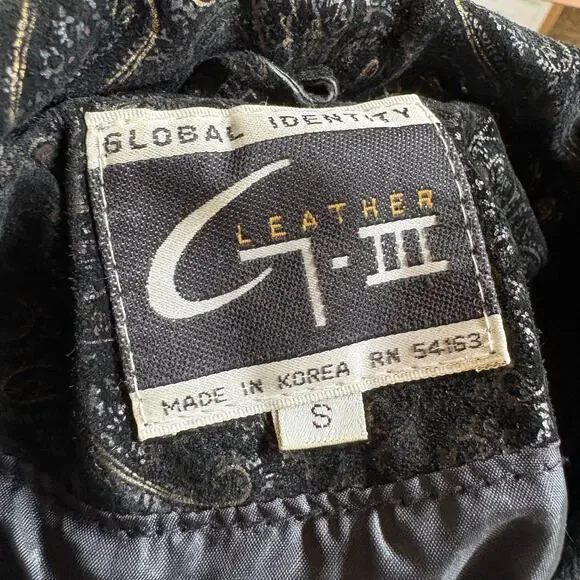 GLOBAL IDENTITY
LEATHER
G-III
MADE IN KOREA RN 54163
S